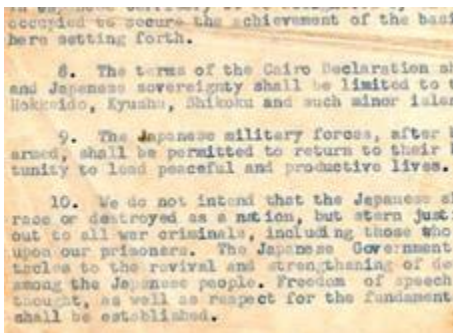 occupied to secure the achievement of the basi
here setting forth.
8. The terms of the Cairo Declaration sh
and Japanese sovereignty shall be limited to t
Hokkaido, Kyushu, Shikoku and such minor islan
9. The Japanese military forces, after b
armed, shall be permitted to return to their h
tunity to lead peaceful and productive lives.
10. We do not intend that the Japanese s
race or destroyed as a nation, but stern just
out to all war criminals, including those who
upon our prisoners. The Japanese Government
tacles to the revival and strengthening of de
among the Japanese people. Freedom of speech
thought, as well as respect for the fundament
shall be established.